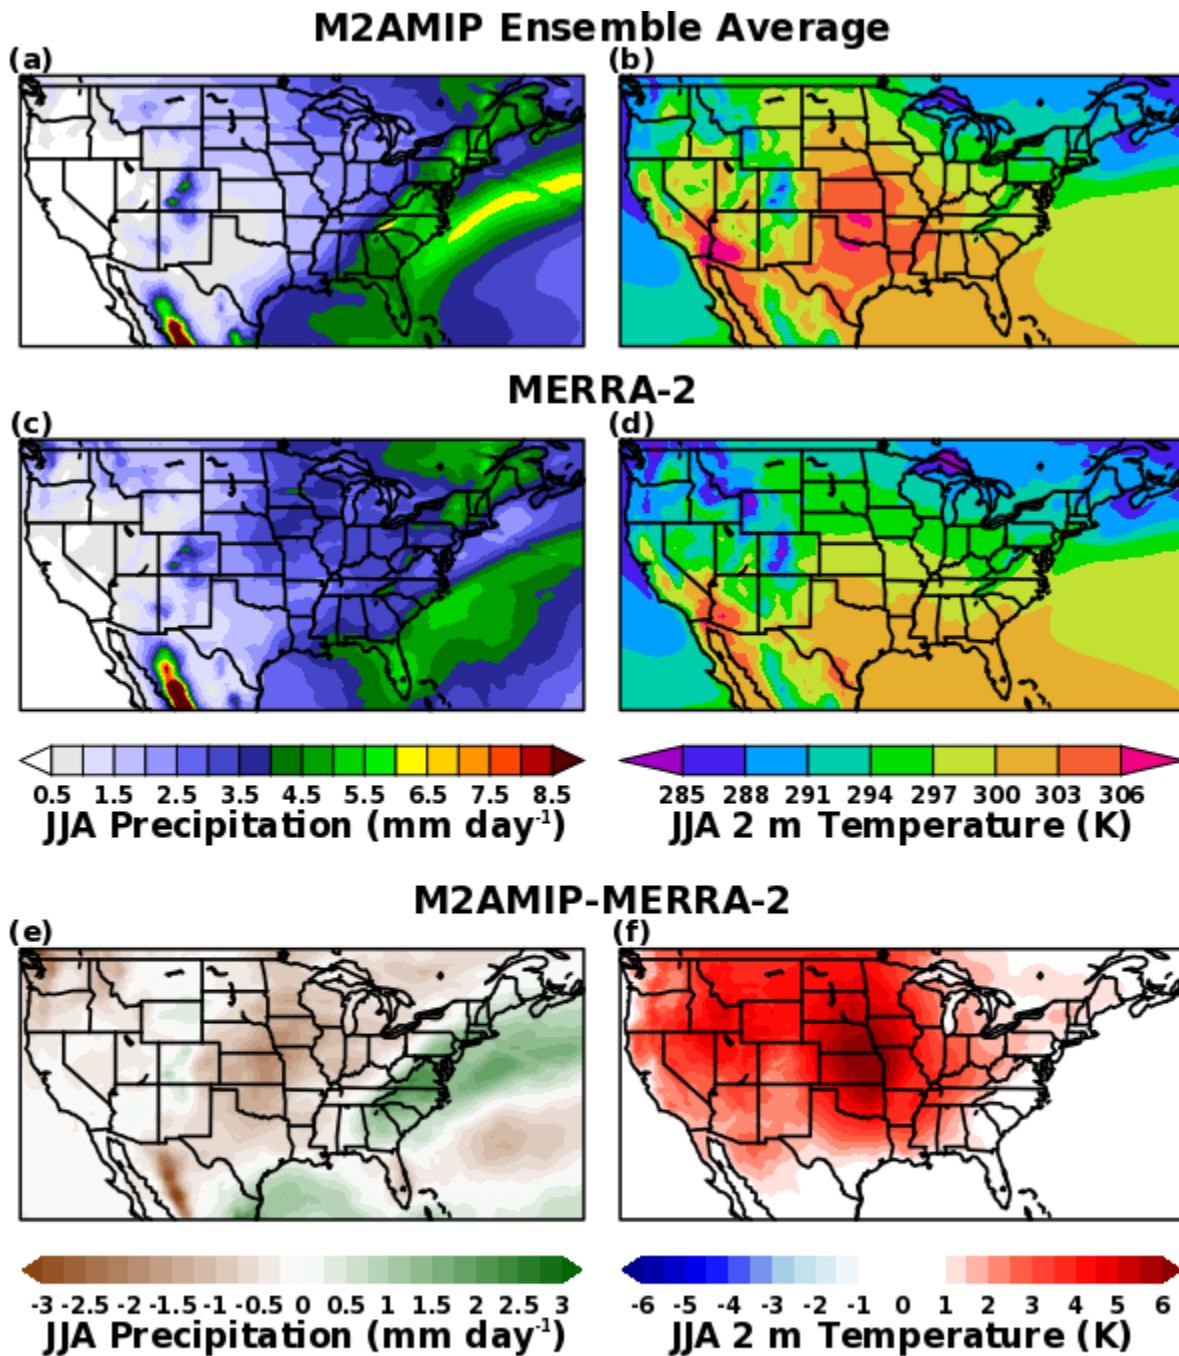 M2AMIP Ensemble Average
(a) (b)
MERRA-2
(c) (d)
0.5 1.5 2.5 3.5 4.5 5.5 6.5 7.5 8.5
JJA Precipitation (mm day⁻¹)
285 288 291 294 297 300 303 306
JJA 2 m Temperature (K)
M2AMIP-MERRA-2
(e) (f)
-3 -2.5 -2 -1.5 -1 -0.5 0 0.5 1 1.5 2 2.5 3
JJA Precipitation (mm day⁻¹)
-6 -5 -4 -3 -2 -1 0 1 2 3 4 5 6
JJA 2 m Temperature (K)